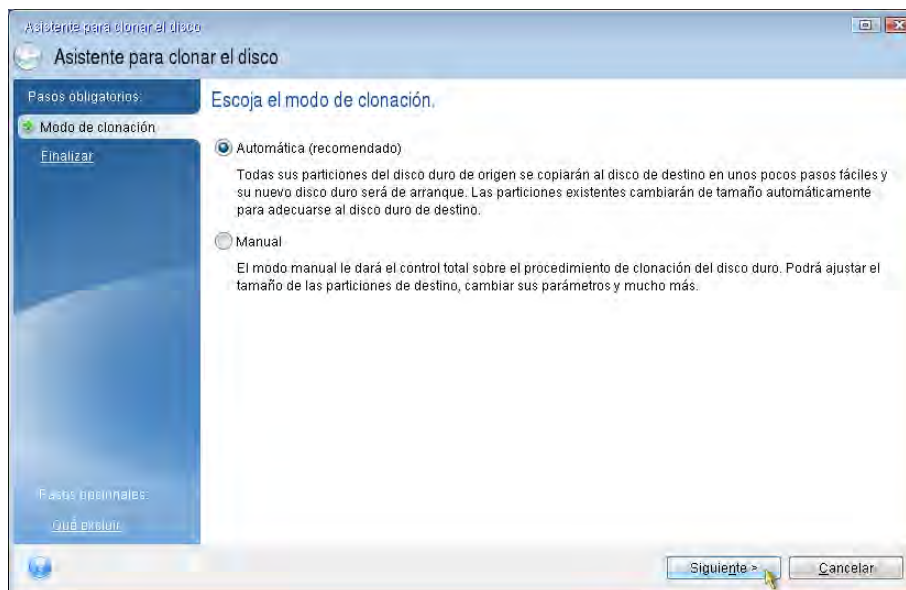 Asistente para clonar el disco
Asistente para clonar el disco
Pasos obligatorios:
Modo de clonación
Finalizar
Escoja el modo de clonación.
Automática (recomendado)
Todas sus particiones del disco duro de origen se copiarán al disco de destino en unos pocos pasos fáciles y
su nuevo disco duro será de arranque. Las particiones existentes cambiarán de tamaño automáticamente
para adecuarse al disco duro de destino.
Manual
El modo manual le dará el control total sobre el procedimiento de clonación del disco duro. Podrá ajustar el
tamaño de las particiones de destino, cambiar sus parámetros y mucho más.
Pasos opcionales:
Qué excluir
Siguiente >
Cancelar